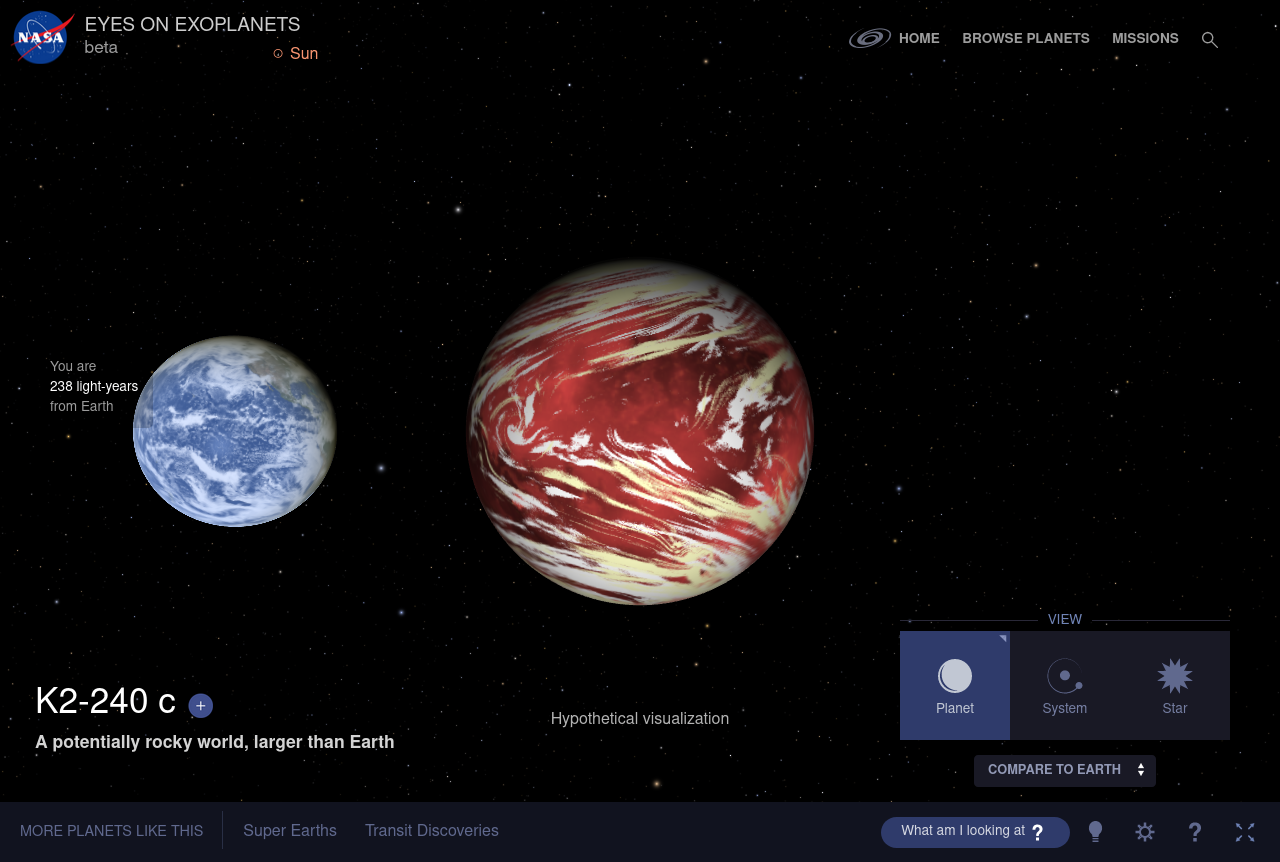 NASA
EYES ON EXOPLANETS
beta
Sun
HOME
BROWSE PLANETS
MISSIONS
You are
238 light-years
from Earth
K2-240 c +
A potentially rocky world, larger than Earth
Hypothetical visualization
VIEW
Planet
System
Star
COMPARE TO EARTH
MORE PLANETS LIKE THIS
Super Earths
Transit Discoveries
What am I looking at ?
?